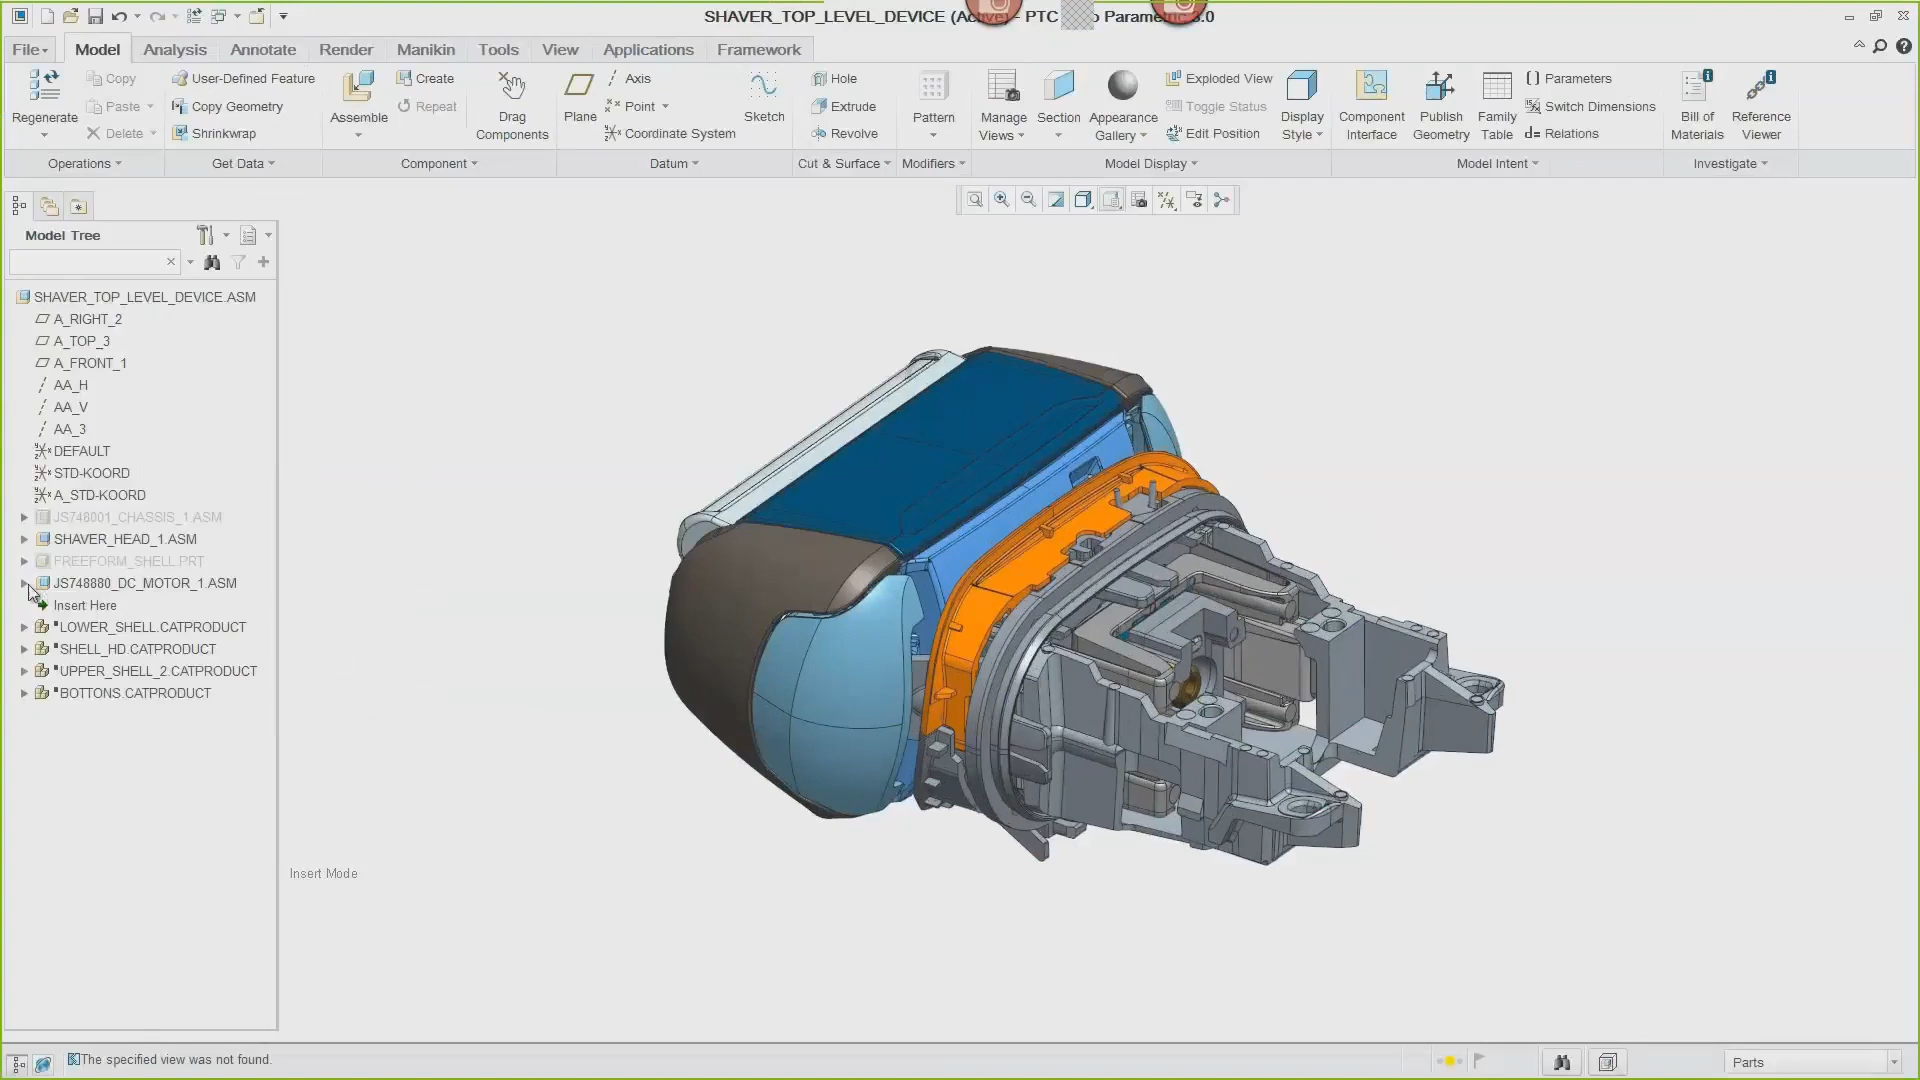 SHAVER_TOP_LEVEL_DEVICE (Active) - PTC Parametric 3.0
File Model Analysis Annotate Render Manikin Tools View Applications Framework
Regenerate
Copy
Paste
Delete
Operations
User-Defined Feature
Copy Geometry
Shrinkwrap
Get Data
Assemble
Create
Repeat
Drag Components
Component
Plane
Axis
Point
Coordinate System
Sketch
Datum
Hole
Extrude
Revolve
Cut & Surface
Pattern
Modifiers
Manage Views
Section
Appearance Gallery
Exploded View
Toggle Status
Edit Position
Display Style
Model Display
Component Interface
Publish Geometry
Family Table
Parameters
Switch Dimensions
d= Relations
Model Intent
Bill of Materials
Reference Viewer
Investigate
Model Tree
SHAVER_TOP_LEVEL_DEVICE.ASM
A_RIGHT_2
A_TOP_3
A_FRONT_1
AA_H
AA_V
AA_3
DEFAULT
STD-KOORD
A_STD-KOORD
JS748001_CHASSIS_1.ASM
SHAVER_HEAD_1.ASM
FREEFORM_SHELL.PRT
JS748880_DC_MOTOR_1.ASM
Insert Here
LOWER_SHELL.CATPRODUCT
SHELL_HD.CATPRODUCT
UPPER_SHELL_2.CATPRODUCT
BOTTONS.CATPRODUCT
Insert Mode
The specified view was not found.
Parts